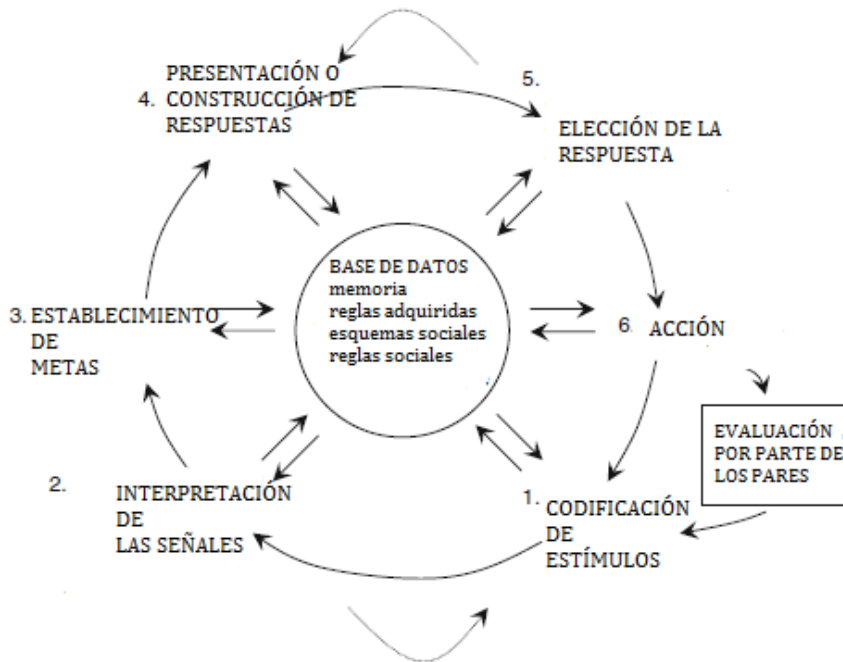 PRESENTACIÓN O
4. CONSTRUCCIÓN DE
RESPUESTAS
5.
ELECCIÓN DE LA
RESPUESTA
BASE DE DATOS
memoria
reglas adquiridas
esquemas sociales
reglas sociales
3. ESTABLECIMIENTO
DE
METAS
6. ACCIÓN
EVALUACIÓN
POR PARTE DE
LOS PARES
2.
INTERPRETACIÓN
DE
LAS SEÑALES
1. CODIFICACIÓN
DE
ESTÍMULOS